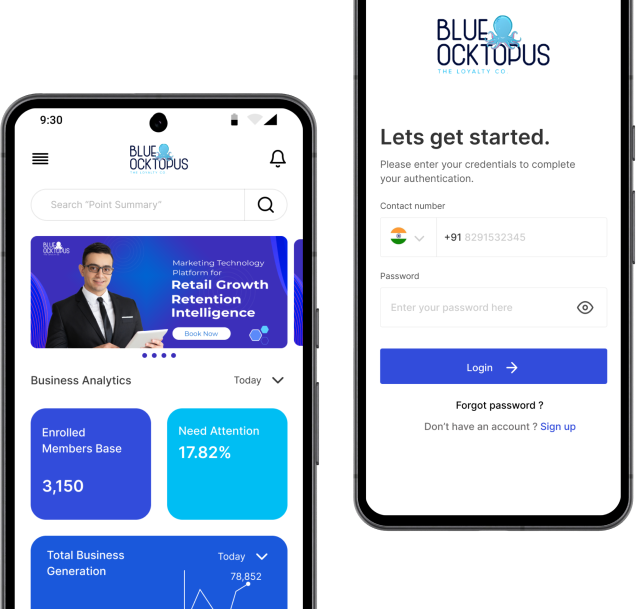 9:30
BLUE
OCKTOPUS
THE LOYALTY CO
Search "Point Summary"
BLUE
OCKTOPUS
Marketing Technology
Platform for
Retail Growth
Retention
Intelligence
Book Now
Business Analytics
Today
Enrolled
Members Base
3,150
Need Attention
17.82%
Total Business
Generation
Today
78,852
BLUE
OCKTOPUS
THE LOYALTY CO
Lets get started.
Please enter your credentials to complete
your authentication.
Contact number
+91 8291532345
Password
Enter your password here
Login
Forgot password ?
Don't have an account ? Sign up